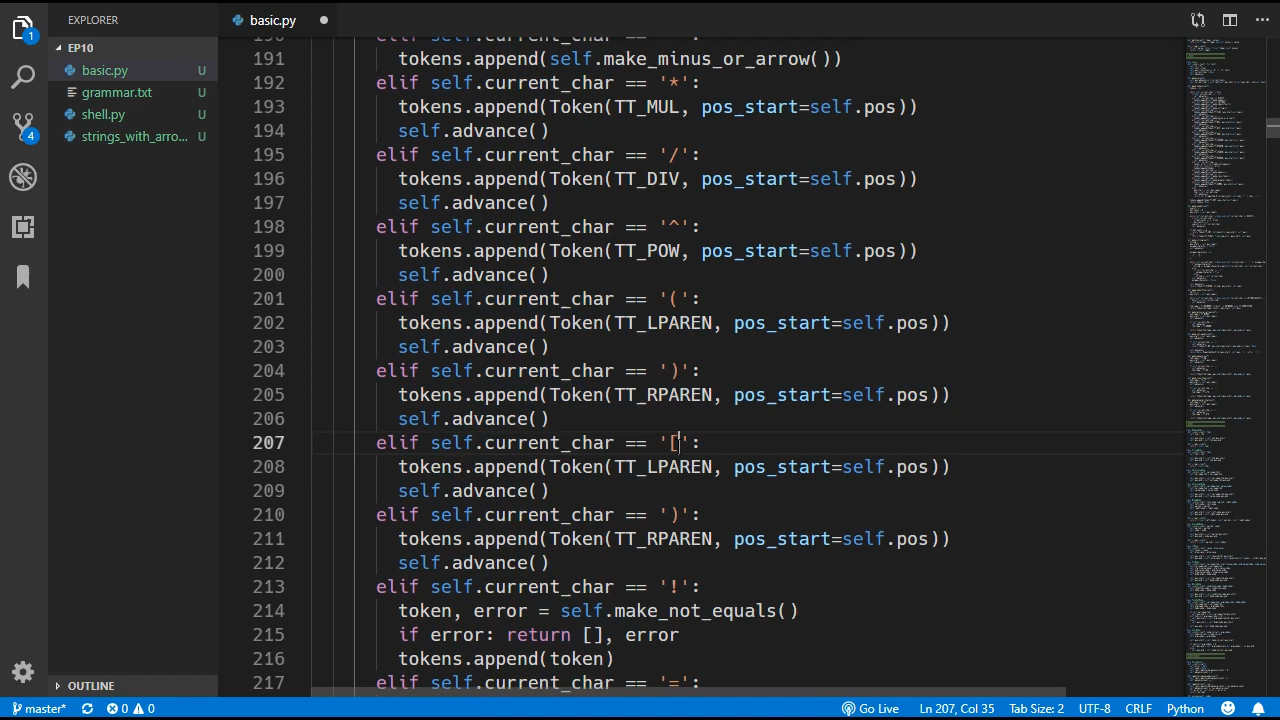 EXPLORER
basic.py
1
EP10
basic.py U
grammar.txt U
shell.py U
strings_with_arro... U
4
191 tokens.append(self.make_minus_or_arrow())
192 elif self.current_char == '*':
193 tokens.append(Token(TT_MUL, pos_start=self.pos))
194 self.advance()
195 elif self.current_char == '/':
196 tokens.append(Token(TT_DIV, pos_start=self.pos))
197 self.advance()
198 elif self.current_char == '^':
199 tokens.append(Token(TT_POW, pos_start=self.pos))
200 self.advance()
201 elif self.current_char == '(':
202 tokens.append(Token(TT_LPAREN, pos_start=self.pos))
203 self.advance()
204 elif self.current_char == ')':
205 tokens.append(Token(TT_RPAREN, pos_start=self.pos))
206 self.advance()
207 elif self.current_char == '[':
208 tokens.append(Token(TT_LPAREN, pos_start=self.pos))
209 self.advance()
210 elif self.current_char == ')':
211 tokens.append(Token(TT_RPAREN, pos_start=self.pos))
212 self.advance()
213 elif self.current_char == '!':
214 token, error = self.make_not_equals()
215 if error: return [], error
216 tokens.append(token)
217 elif self.current_char == '=':
OUTLINE
master* 0 0 Go Live Ln 207, Col 35 Tab Size: 2 UTF-8 CRLF Python